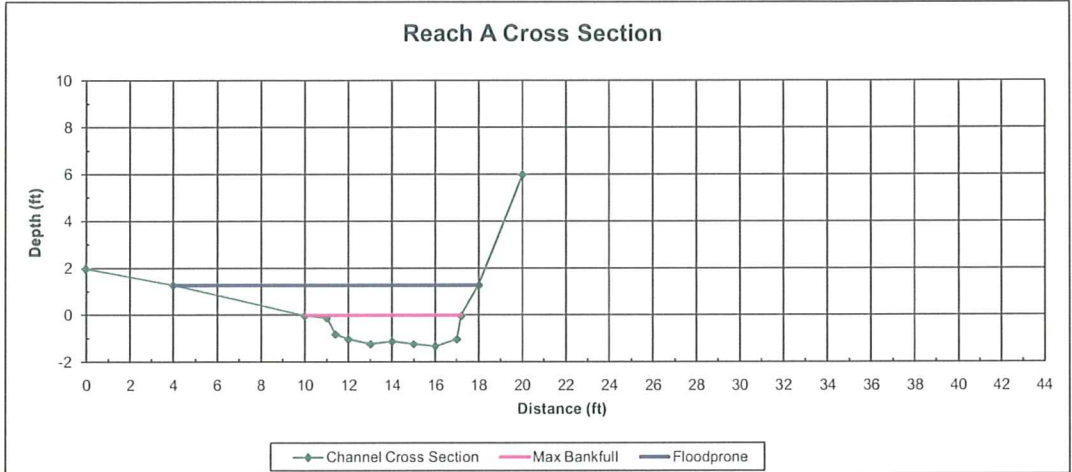 Reach A Cross Section
10
8
6
4
2
0
-2
Depth (ft)
0 2 4 6 8 10 12 14 16 18 20 22 24 26 28 30 32 34 36 38 40 42 44
Distance (ft)
Channel Cross Section Max Bankfull Floodprone